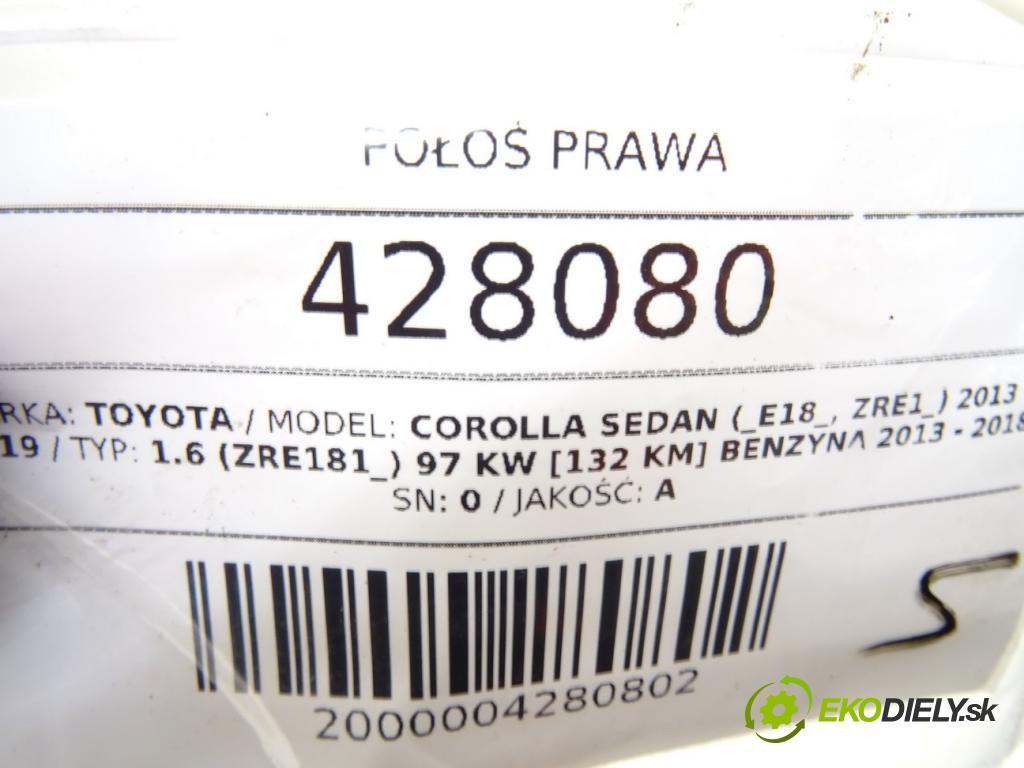 POŁOŚ PRAWA
428080
RKA: TOYOTA / MODEL: COROLLA SEDAN (_E18_, ZRE1_) 2013
19 / TYP: 1.6 (ZRE181_) 97 KW [132 KM] BENZYNA 2013 - 2018
SN: 0 / JAKOŚĆ: A
2000004280802
EKODIELY.sk